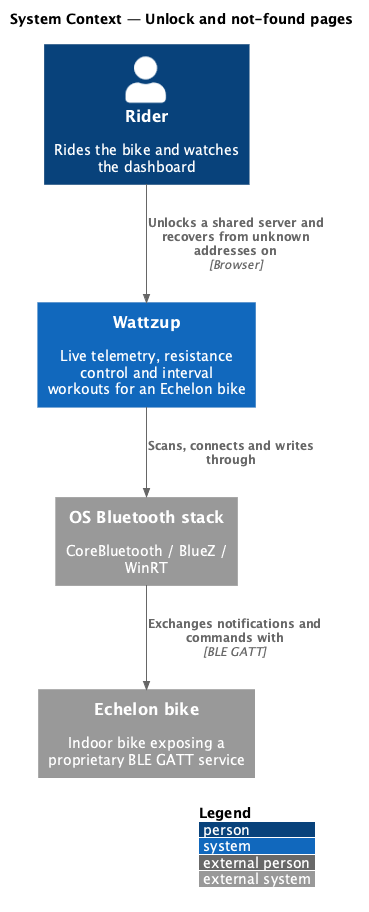 System Context — Unlock and not-found pages
Rider
Rides the bike and watches
the dashboard
Unlocks a shared server and
recovers from unknown
addresses on
[Browser]
Wattzup
Live telemetry, resistance
control and interval
workouts for an Echelon bike
Scans, connects and writes
through
OS Bluetooth stack
CoreBluetooth / BlueZ /
WinRT
Exchanges notifications and
commands with
[BLE GATT]
Echelon bike
Indoor bike exposing a
proprietary BLE GATT service
Legend
person
system
external person
external system